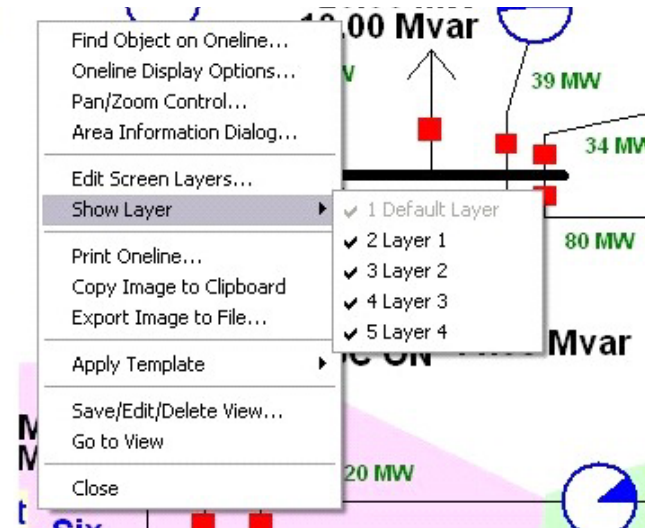 .00 Mvar
Find Object on Oneline...
Oneline Display Options...
Pan/Zoom Control...
Area Information Dialog...
39 MW
34 MW
Edit Screen Layers...
Show Layer
1 Default Layer
2 Layer 1
3 Layer 2
4 Layer 3
5 Layer 4
80 MW
Print Oneline...
Copy Image to Clipboard
Export Image to File...
Mvar
Apply Template
Save/Edit/Delete View...
Go to View
20 MW
Close
Six